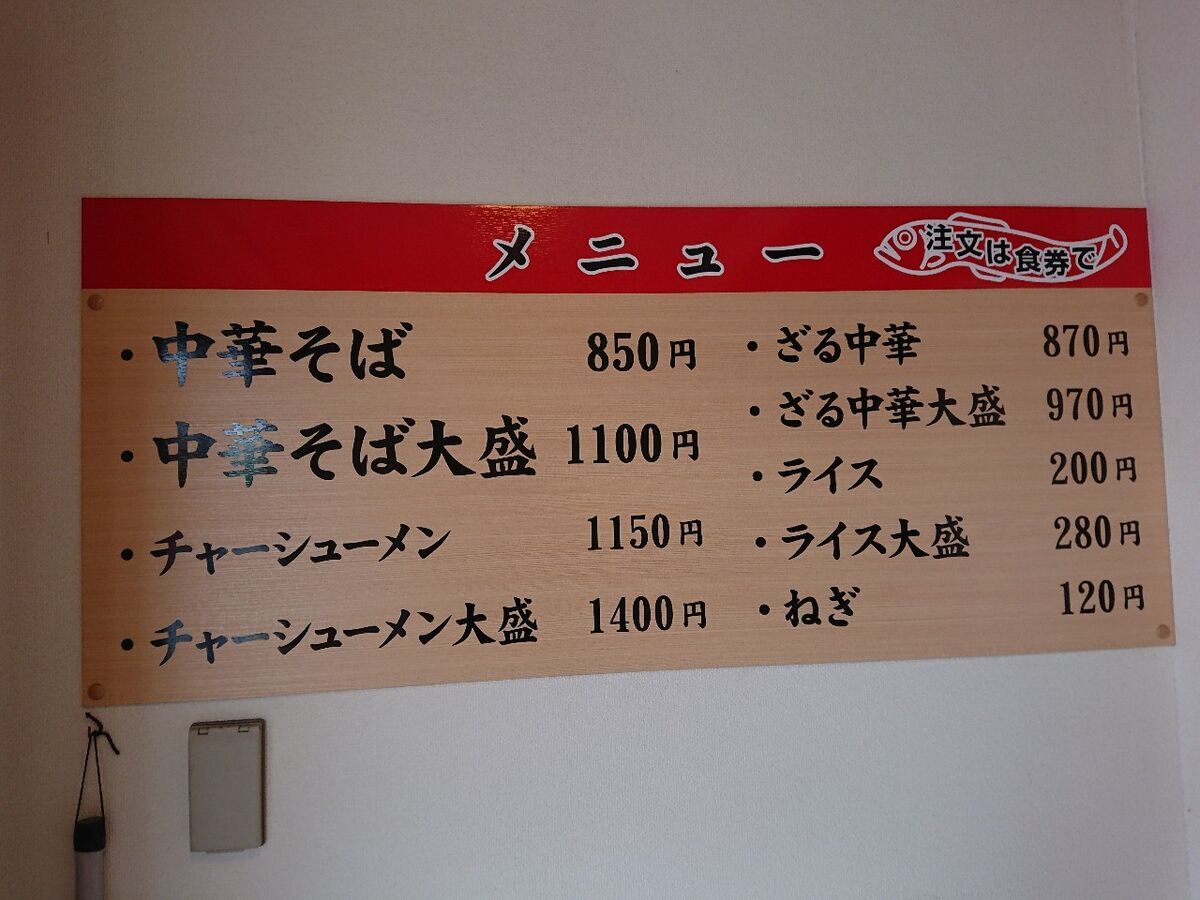 メニュー
注文は食券で
・中華そば 850円
・中華そば大盛 1100円
・チャーシューメン 1150円
・チャーシューメン大盛 1400円
・ざる中華 870円
・ざる中華大盛 970円
・ライス 200円
・ライス大盛 280円
・ねぎ 120円